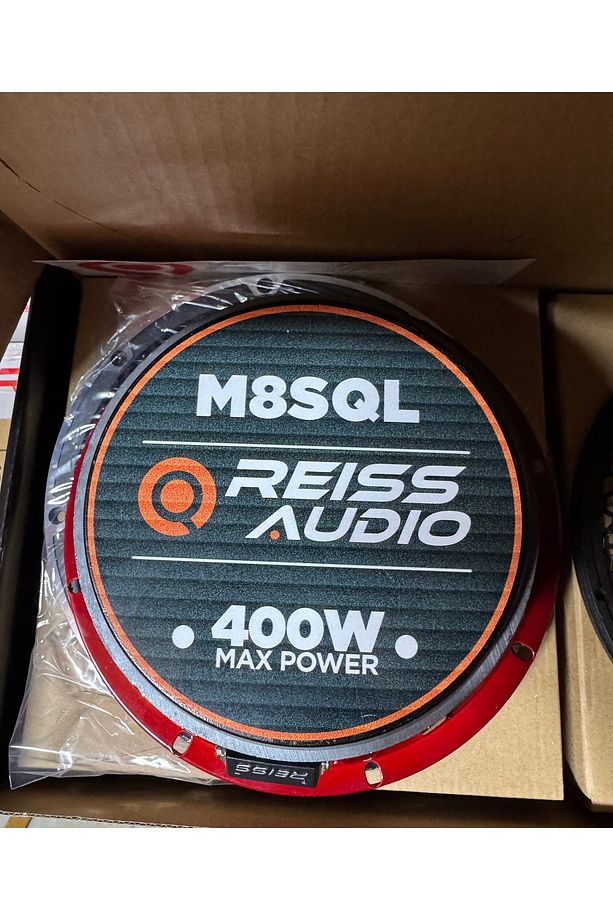 M8SQL
REISS
AUDIO
400W
MAX POWER
REISS